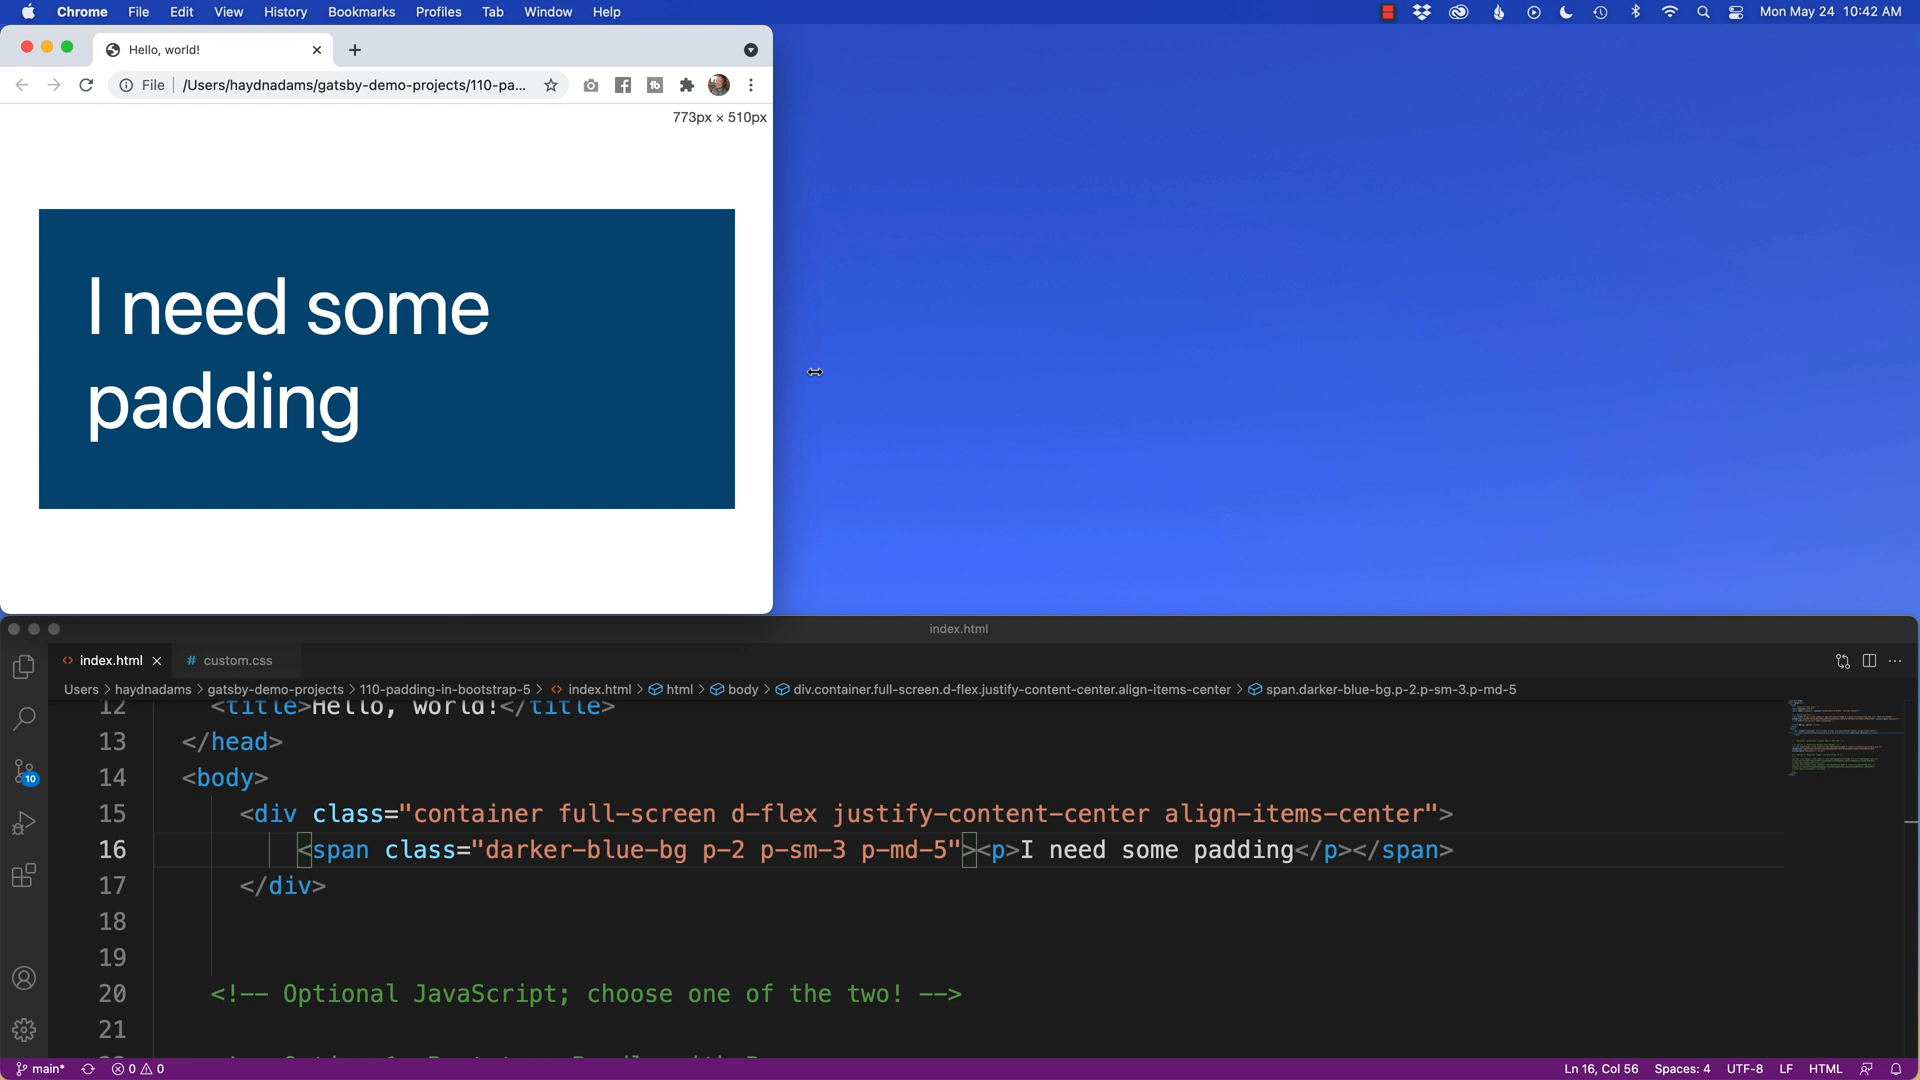 Chrome File Edit View History Bookmarks Profiles Tab Window Help
Mon May 24 10:42 AM
Hello, world!
File /Users/haydnadams/gatsby-demo-projects/110-pa...
773px × 510px
I need some
padding
index.html
index.html
# custom.css
Users > haydnadams > gatsby-demo-projects > 110-padding-in-bootstrap-5 > index.html > html > body > div.container.full-screen.d-flex.justify-content-center.align-items-center > span.darker-blue-bg.p-2.p-sm-3.p-md-5
12 <title>Hello, world!</title>
13 </head>
14 <body>
15 <div class="container full-screen d-flex justify-content-center align-items-center">
16 <span class="darker-blue-bg p-2 p-sm-3 p-md-5"><p>I need some padding</p></span>
17 </div>
18
19
20 <!-- Optional JavaScript; choose one of the two! -->
21
10
main* 0 0
Ln 16, Col 56 Spaces: 4 UTF-8 LF HTML